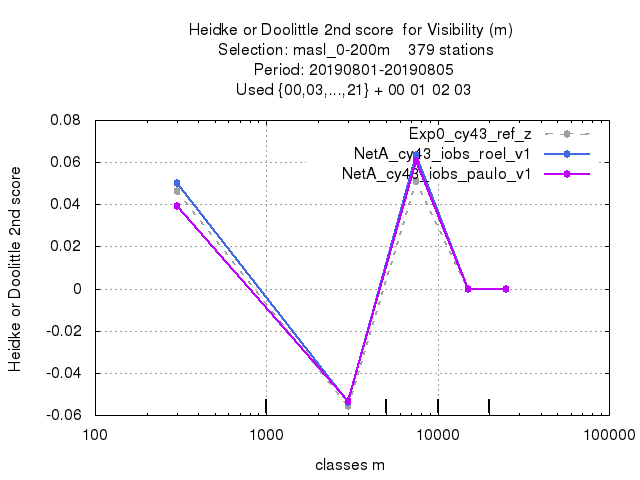 Heidke or Doolittle 2nd score  for Visibility (m)
Selection: masl_0-200m    379 stations
Period: 20190801-20190805
Used {00,03,...,21} + 00 01 02 03
Exp0_cy43_ref_z
NetA_cy43_iobs_roel_v1
NetA_cy43_iobs_paulo_v1
0.08
0.06
0.04
0.02
0
-0.02
-0.04
-0.06
Heidke or Doolittle 2nd score
100
1000
10000
100000
classes m